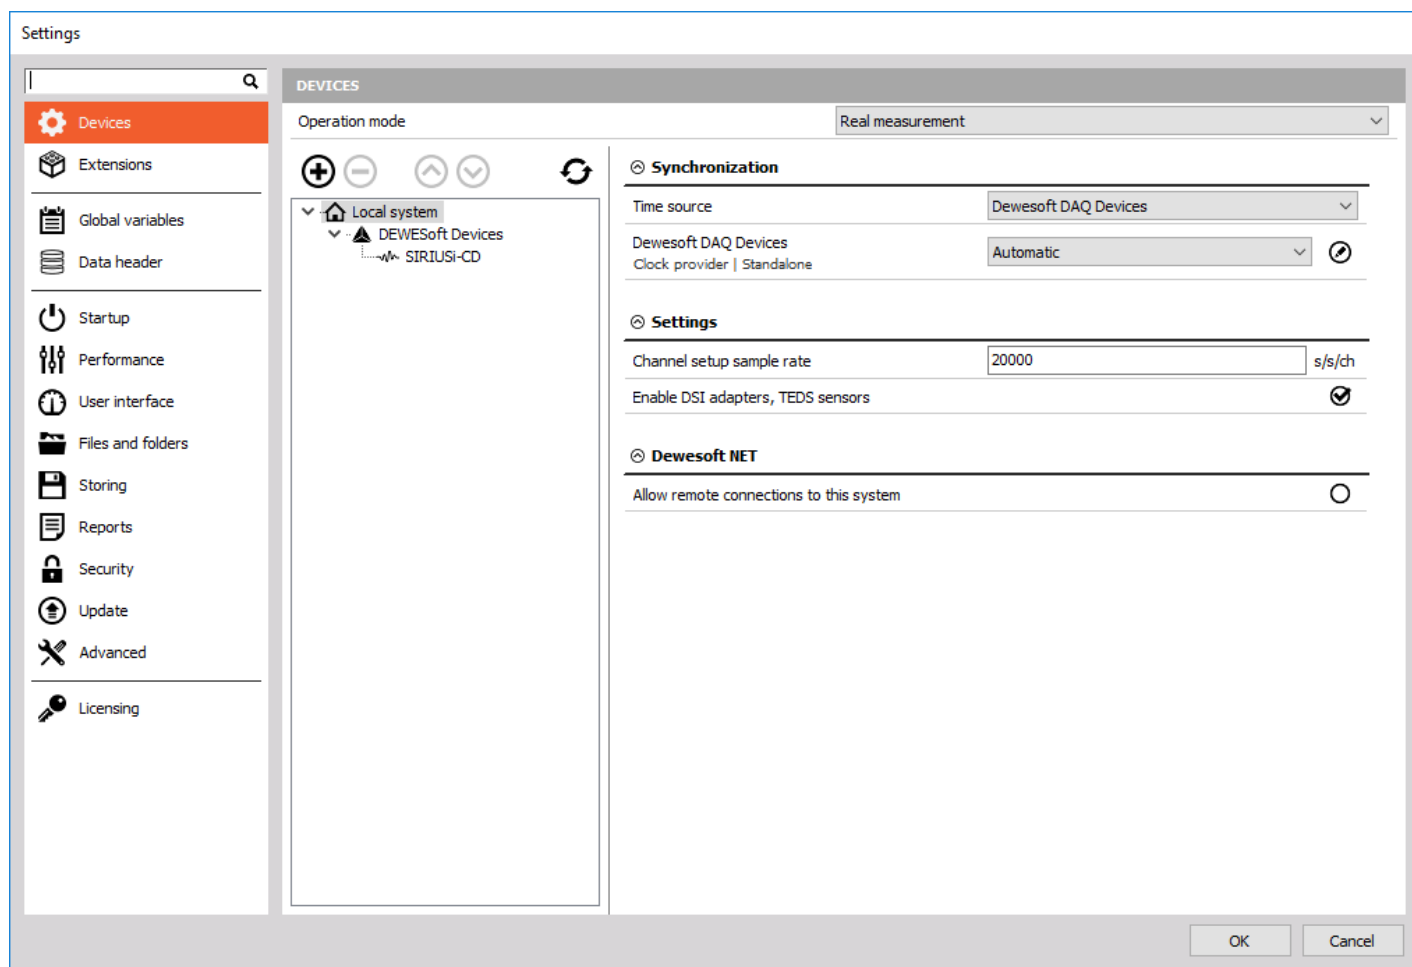 Settings
DEVICES
Devices
Operation mode
Real measurement
Extensions
Global variables
Data header
Startup
Performance
User interface
Files and folders
Storing
Reports
Security
Update
Advanced
Licensing
Local system
DEWESoft Devices
SIRIUSi-CD
Synchronization
Time source
Dewesoft DAQ Devices
Dewesoft DAQ Devices
Clock provider | Standalone
Automatic
Settings
Channel setup sample rate
20000
s/s/ch
Enable DSI adapters, TEDS sensors
Dewesoft NET
Allow remote connections to this system
OK
Cancel